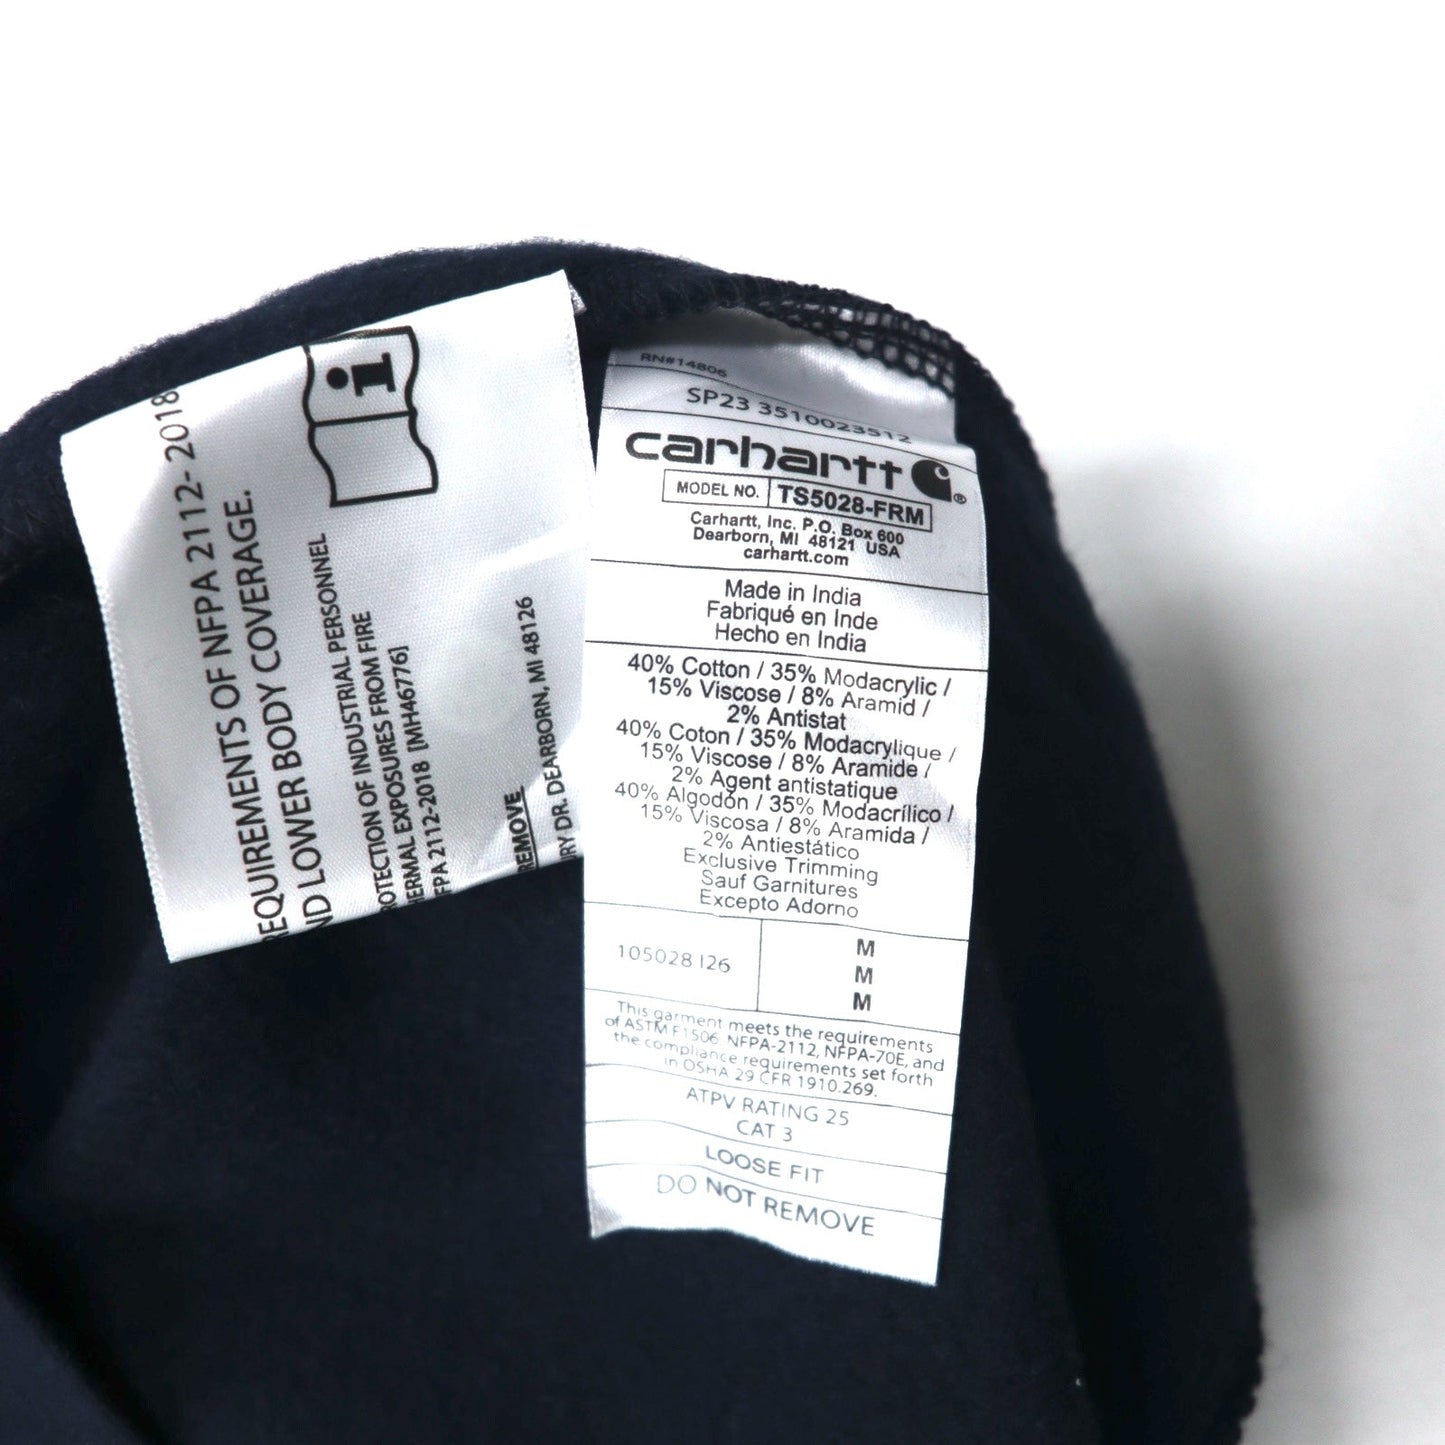 REQUIREMENTS OF NFPA 2112- 2018
AND LOWER BODY COVERAGE.
PROTECTION OF INDUSTRIAL PERSONNEL
THERMAL EXPOSURES FROM FIRE
NFPA 2112-2018 [MH46776]
REMOVE
DR. DEARBORN, MI 48126
RN#14806
SP23 3510023512
carhartt
MODEL NO. TS5028-FRM
Carhartt, Inc. P.O. Box 600
Dearborn, MI 48121 USA
carhartt.com
Made in India
Fabriqué en Inde
Hecho en India
40% Cotton / 35% Modacrylic /
15% Viscose / 8% Aramid /
2% Antistat
40% Coton / 35% Modacrylique /
15% Viscose / 8% Aramide /
2% Agent antistatique
40% Algodón / 35% Modacrílico /
15% Viscosa / 8% Aramida /
2% Antiestático
Exclusive Trimming
Sauf Garnitures
Excepto Adorno
105028 I26
M
M
M
This garment meets the requirements
of ASTM F1506, NFPA-2112, NFPA-70E, and
the compliance requirements set forth
in OSHA 29 CFR 1910.269.
ATPV RATING 25
CAT 3
LOOSE FIT
DO NOT REMOVE